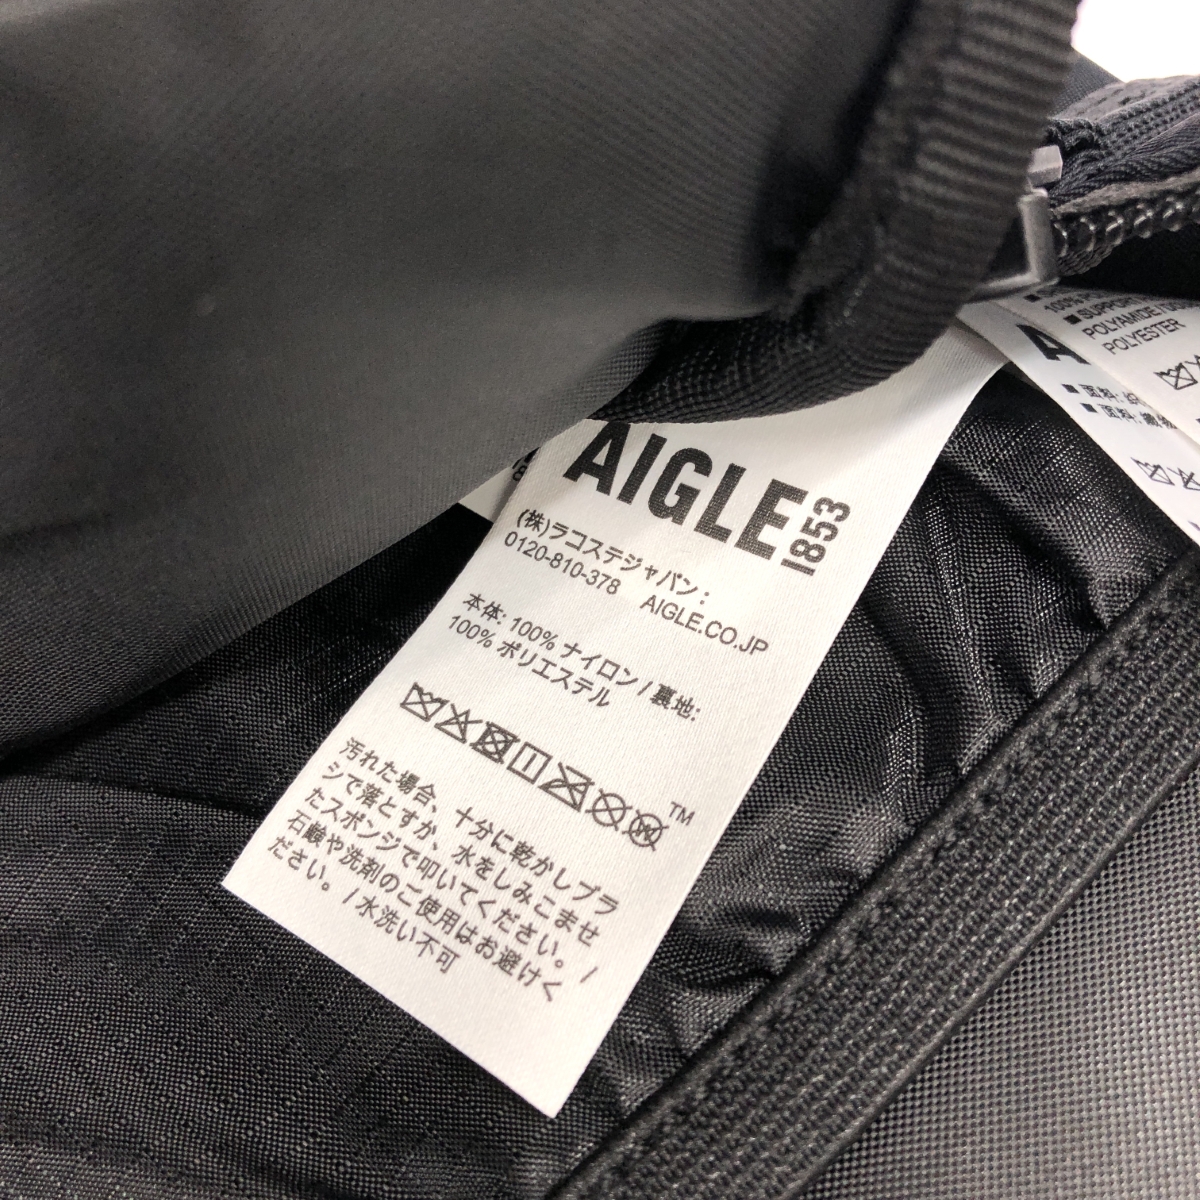 AIGLE
1853
(株)ラコステジャパン:
0120-810-378 AIGLE.CO.JP
本体: 100% ナイロン / 裏地:
100% ポリエステル
W
TM
汚れた場合、十分に乾かしブラ
シで落とすか、水をしみこませ
たスポンジで叩いてください。 /
石鹸や洗剤のご使用はお避けく
ださい。 / 水洗い不可
POLYESTER